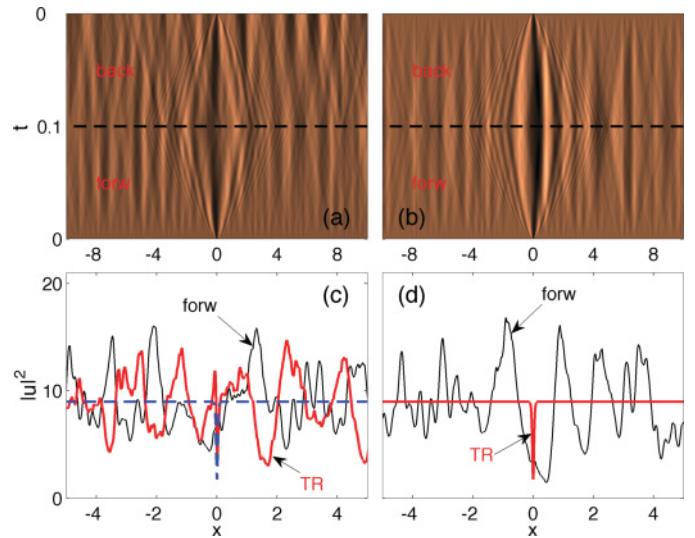 back
back
t
0.1
forw
forw
(a)
(b)
0
0
-8 -4 0 4 8
-8 -4 0 4 8
21
(c)
(d)
forw
forw
|u|²
10
TR
TR
0
-4 -2 0 2 4
-4 -2 0 2 4
x
x